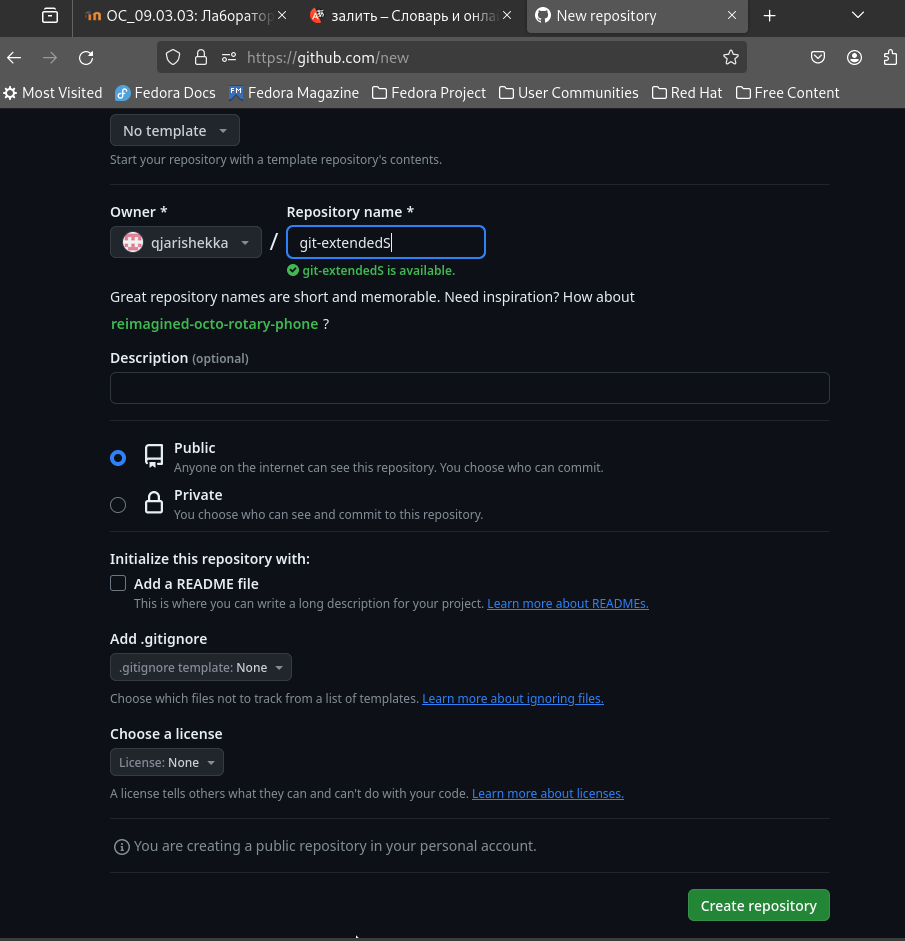 ОС_09.03.03: Лаборатор
залить – Словарь и онла
New repository
https://github.com/new
Most Visited
Fedora Docs
FM
Fedora Magazine
Fedora Project
User Communities
Red Hat
Free Content
No template
Start your repository with a template repository's contents.
Owner *
Repository name *
qjarishekka
/
git-extendedS
git-extendedS is available.
Great repository names are short and memorable. Need inspiration? How about
reimagined-octo-rotary-phone ?
Description (optional)
Public
Anyone on the internet can see this repository. You choose who can commit.
Private
You choose who can see and commit to this repository.
Initialize this repository with:
Add a README file
This is where you can write a long description for your project. Learn more about READMEs.
Add .gitignore
.gitignore template: None
Choose which files not to track from a list of templates. Learn more about ignoring files.
Choose a license
License: None
A license tells others what they can and can't do with your code. Learn more about licenses.
You are creating a public repository in your personal account.
Create repository